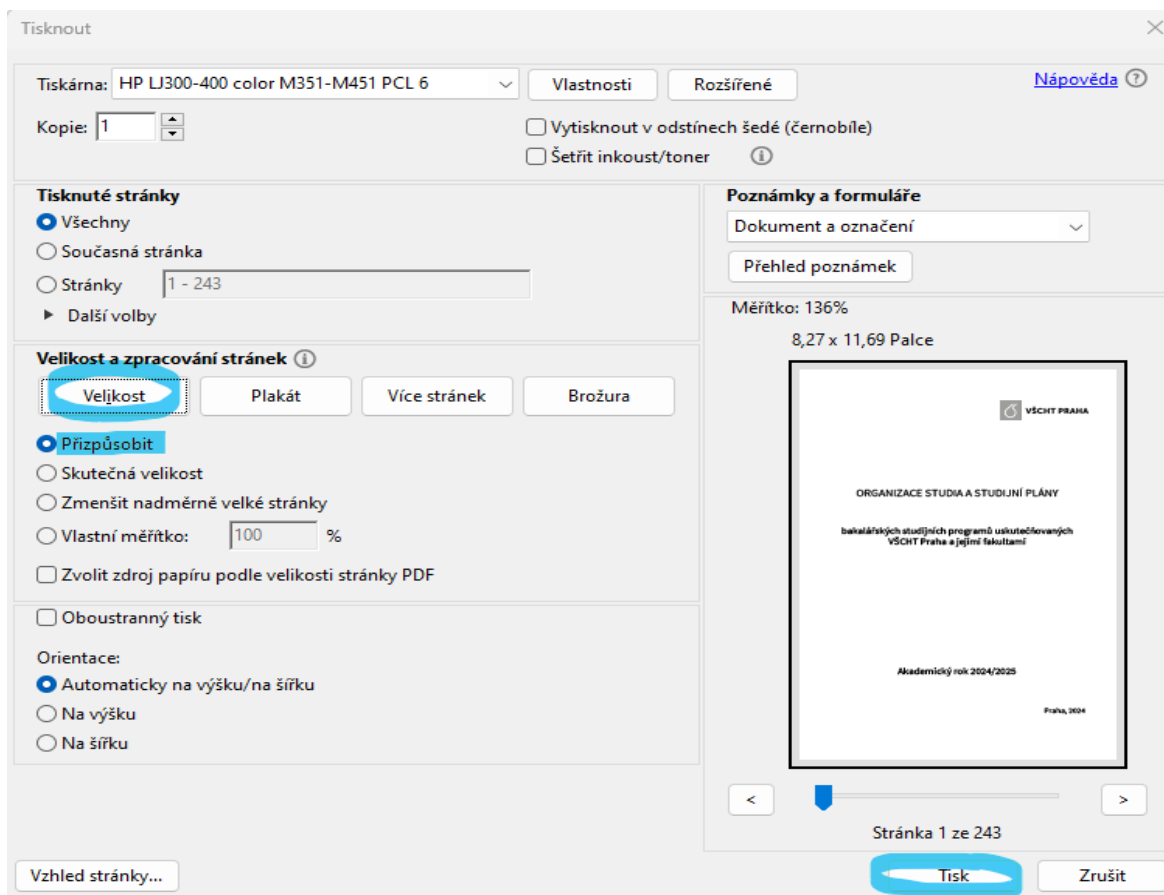 Tisknout
Tiskárna: HP LJ300-400 color M351-M451 PCL 6 Vlastnosti Rozšířené Nápověda
Kopie: 1 Vytisknout v odstínech šedé (černobíle)
Šetřit inkoust/toner
Tisknuté stránky
Všechny
Současná stránka
Stránky 1 - 243
Další volby
Poznámky a formuláře
Dokument a označení
Přehled poznámek
Velikost a zpracování stránek
Velikost Plakát Více stránek Brožura
Přizpůsobit
Skutečná velikost
Zmenšit nadměrně velké stránky
Vlastní měřítko: 100 %
Zvolit zdroj papíru podle velikosti stránky PDF
Oboustranný tisk
Orientace:
Automaticky na výšku/na šířku
Na výšku
Na šířku
Měřítko: 136%
8,27 x 11,69 Palce
VŠCHT PRAHA
ORGANIZACE STUDIA A STUDIJNÍ PLÁNY
bakalářských studijních programů uskutečňovaných
VŠCHT Praha a jejími fakultami
Akademický rok 2024/2025
Praha, 2024
< >
Stránka 1 ze 243
Vzhled stránky... Tisk Zrušit